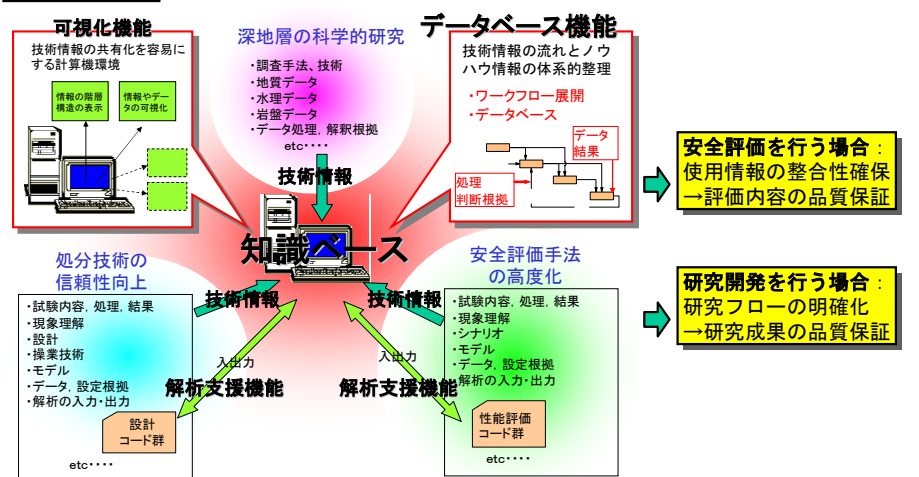 可視化機能
技術情報の共有化を容易に
する計算機環境
情報の階層
構造の表示
情報やデー
タの可視化
深地層の科学的研究
・調査手法、技術
・地質データ
・水理データ
・岩盤データ
・データ処理, 解釈根拠
etc・・・・
技術情報
データベース機能
技術情報の流れとノウ
ハウ情報の体系的整理
・ワークフロー展開
・データベース
データ
結果
処理
判断根拠
安全評価を行う場合：
使用情報の整合性確保
→評価内容の品質保証
知識ベース
処分技術の
信頼性向上
・試験内容, 処理, 結果
・現象理解
・設計
・操業技術
・モデル
・データ, 設定根拠
・解析の入力・出力
設計
コード群
etc・・・・
技術情報
入出力
解析支援機能
技術情報
入出力
解析支援機能
安全評価手法
の高度化
・試験内容, 処理, 結果
・現象理解
・シナリオ
・モデル
・データ, 設定根拠
・解析の入力・出力
性能評価
コード群
etc・・・・
研究開発を行う場合：
研究フローの明確化
→研究成果の品質保証